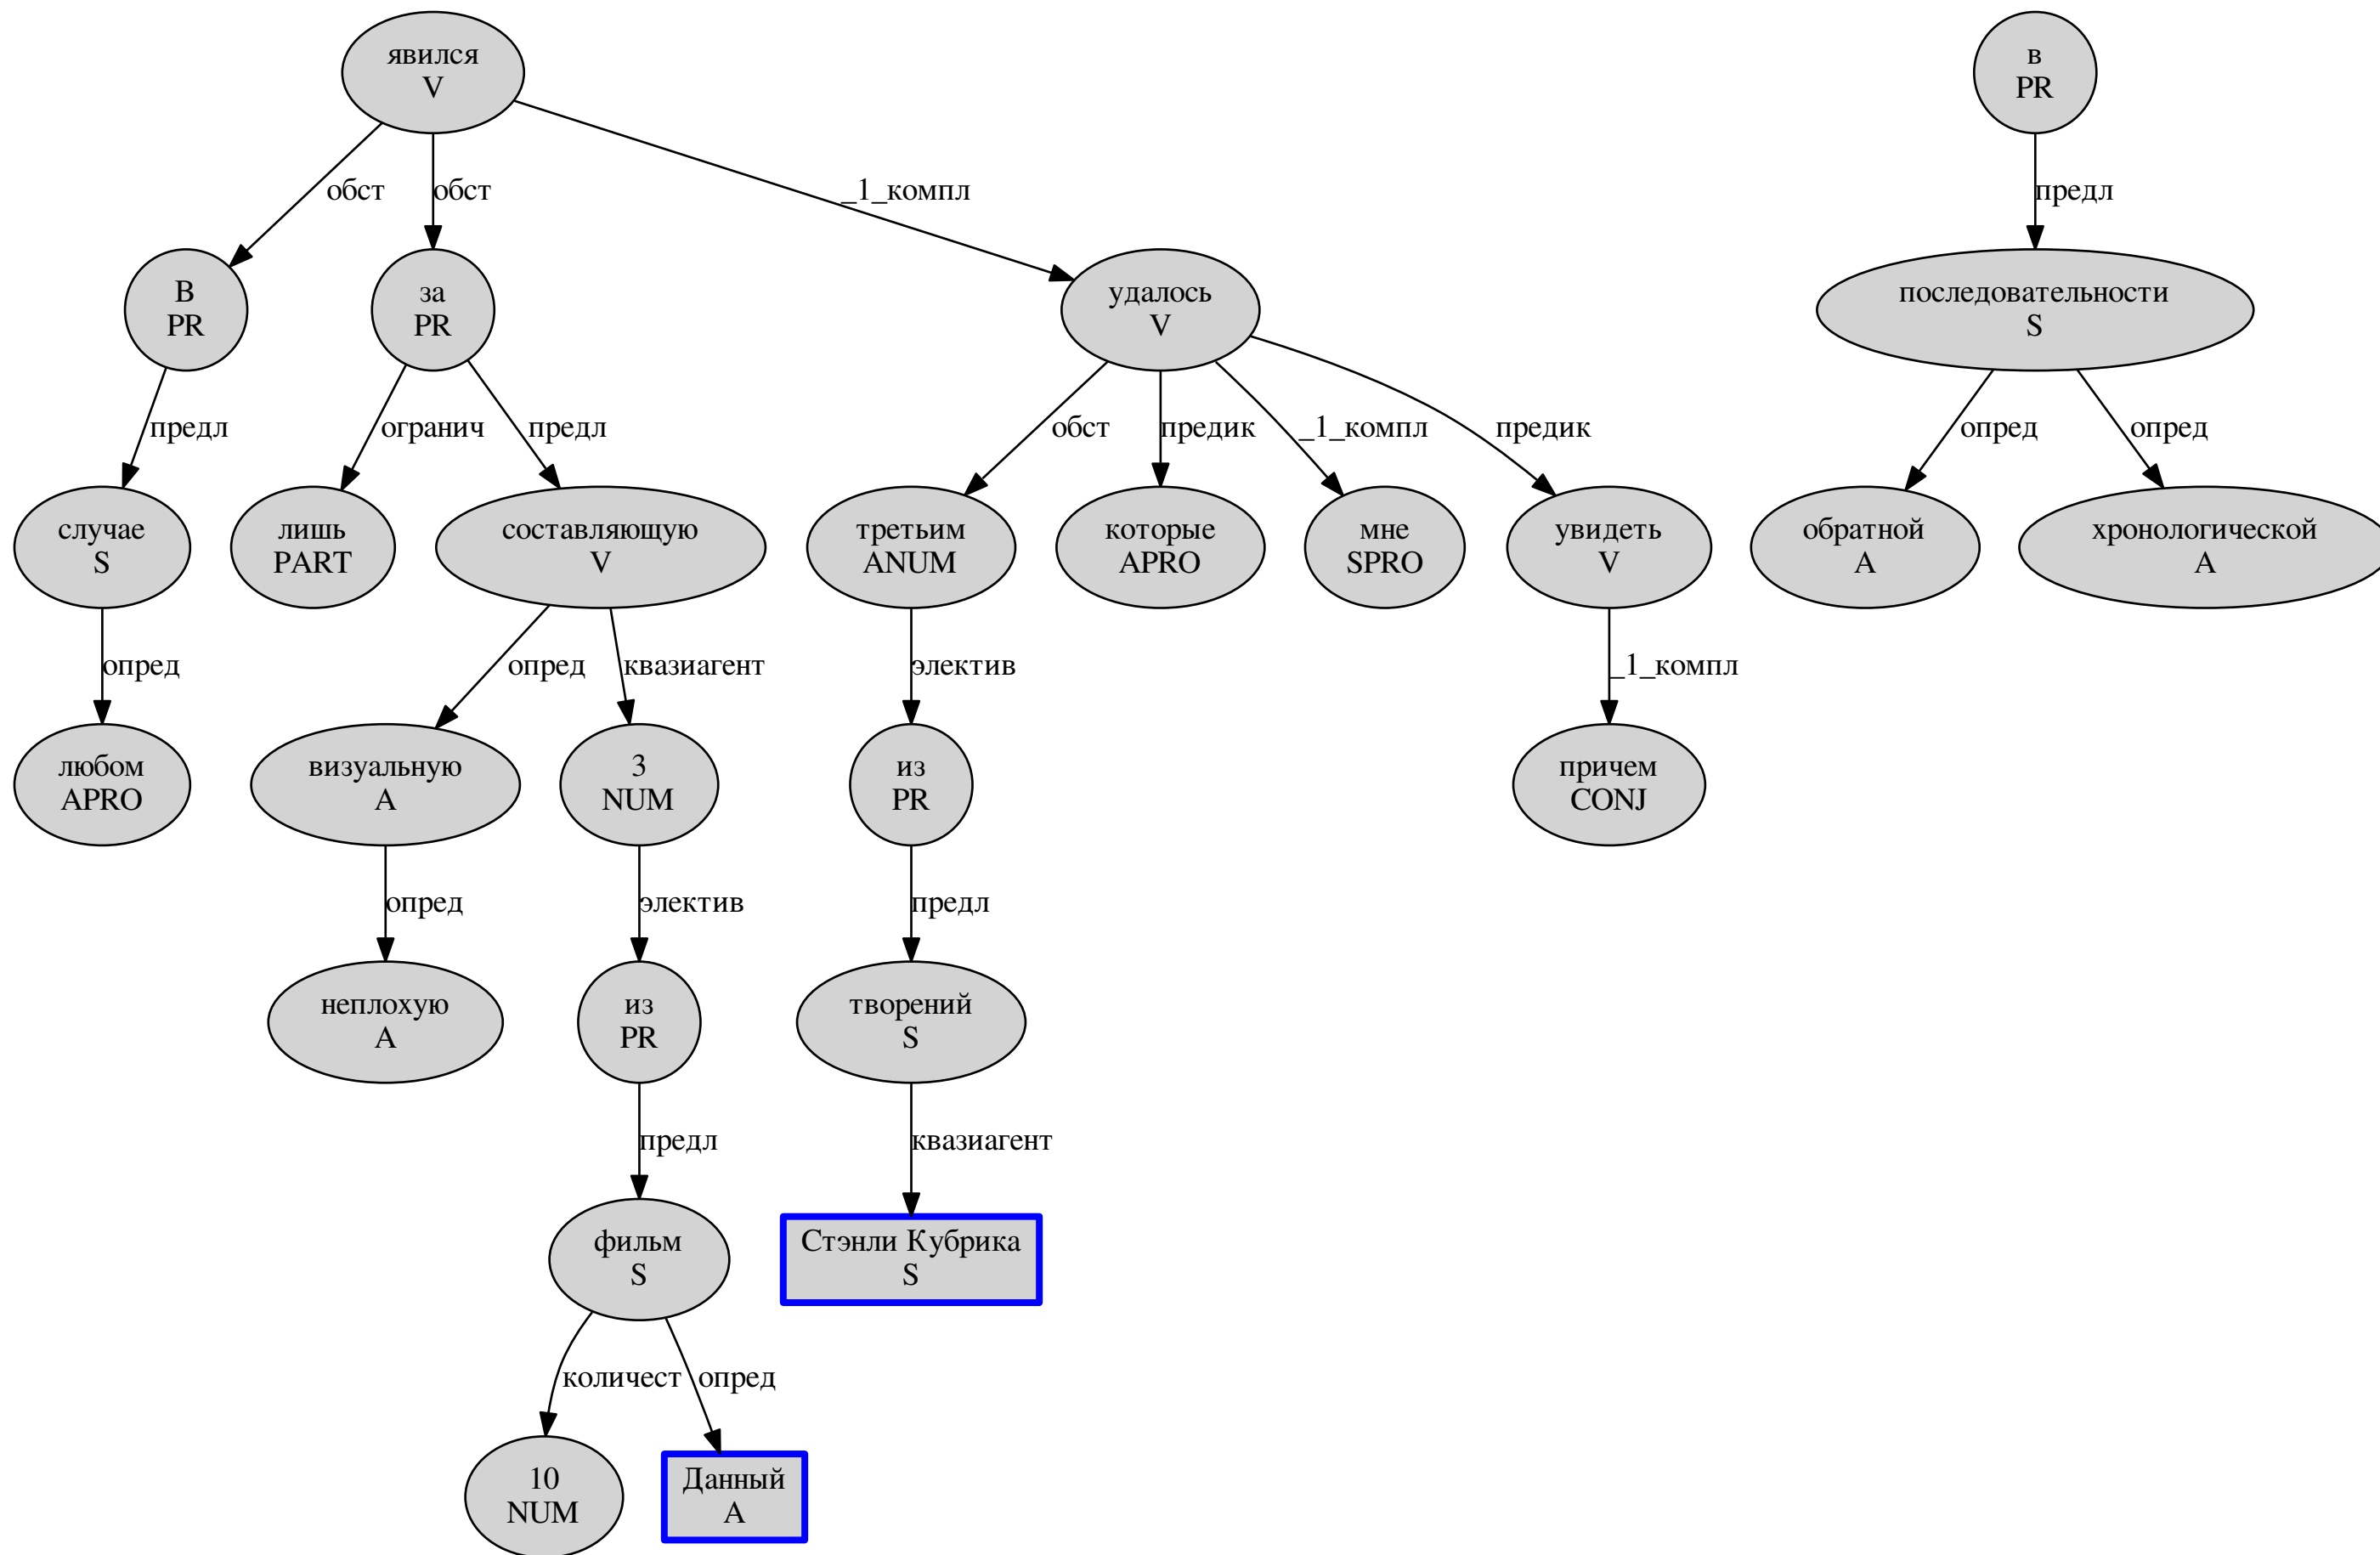 явился
V
в
PR
обст
обст
_1_компл
предл
В
PR
за
PR
удалось
V
последовательности
S
предл
огранич
предл
обст
предик
_1_компл
предик
опред
опред
случае
S
лишь
PART
составляющую
V
третьим
ANUM
которые
APRO
мне
SPRO
увидеть
V
обратной
A
хронологической
A
опред
опред
квазиагент
электив
_1_компл
любом
APRO
визуальную
A
3
NUM
из
PR
причем
CONJ
опред
электив
предл
неплохую
A
из
PR
творений
S
предл
квазиагент
фильм
S
Стэнли Кубрика
S
количест
опред
10
NUM
Данный
A